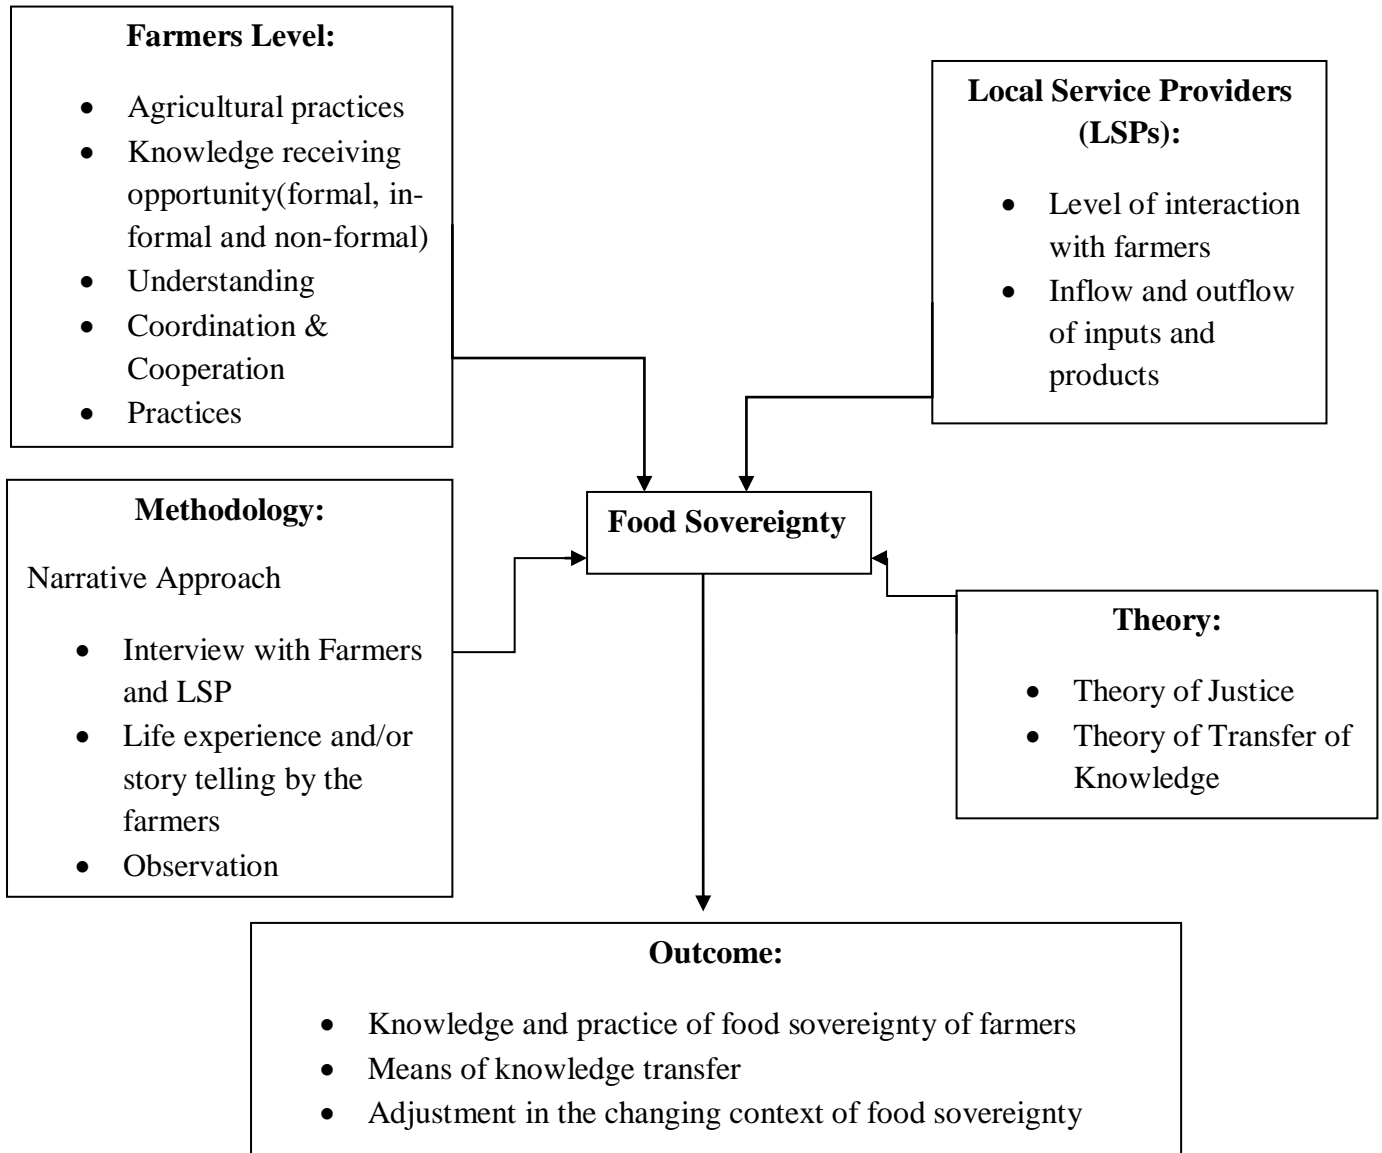 Farmers Level:
• Agricultural practices
• Knowledge receiving
opportunity(formal, in-
formal and non-formal)
• Understanding
• Coordination &
Cooperation
• Practices
Local Service Providers
(LSPs):
• Level of interaction
with farmers
• Inflow and outflow
of inputs and
products
Methodology:
Narrative Approach
• Interview with Farmers
and LSP
• Life experience and/or
story telling by the
farmers
• Observation
Food Sovereignty
Theory:
• Theory of Justice
• Theory of Transfer of
Knowledge
Outcome:
• Knowledge and practice of food sovereignty of farmers
• Means of knowledge transfer
• Adjustment in the changing context of food sovereignty